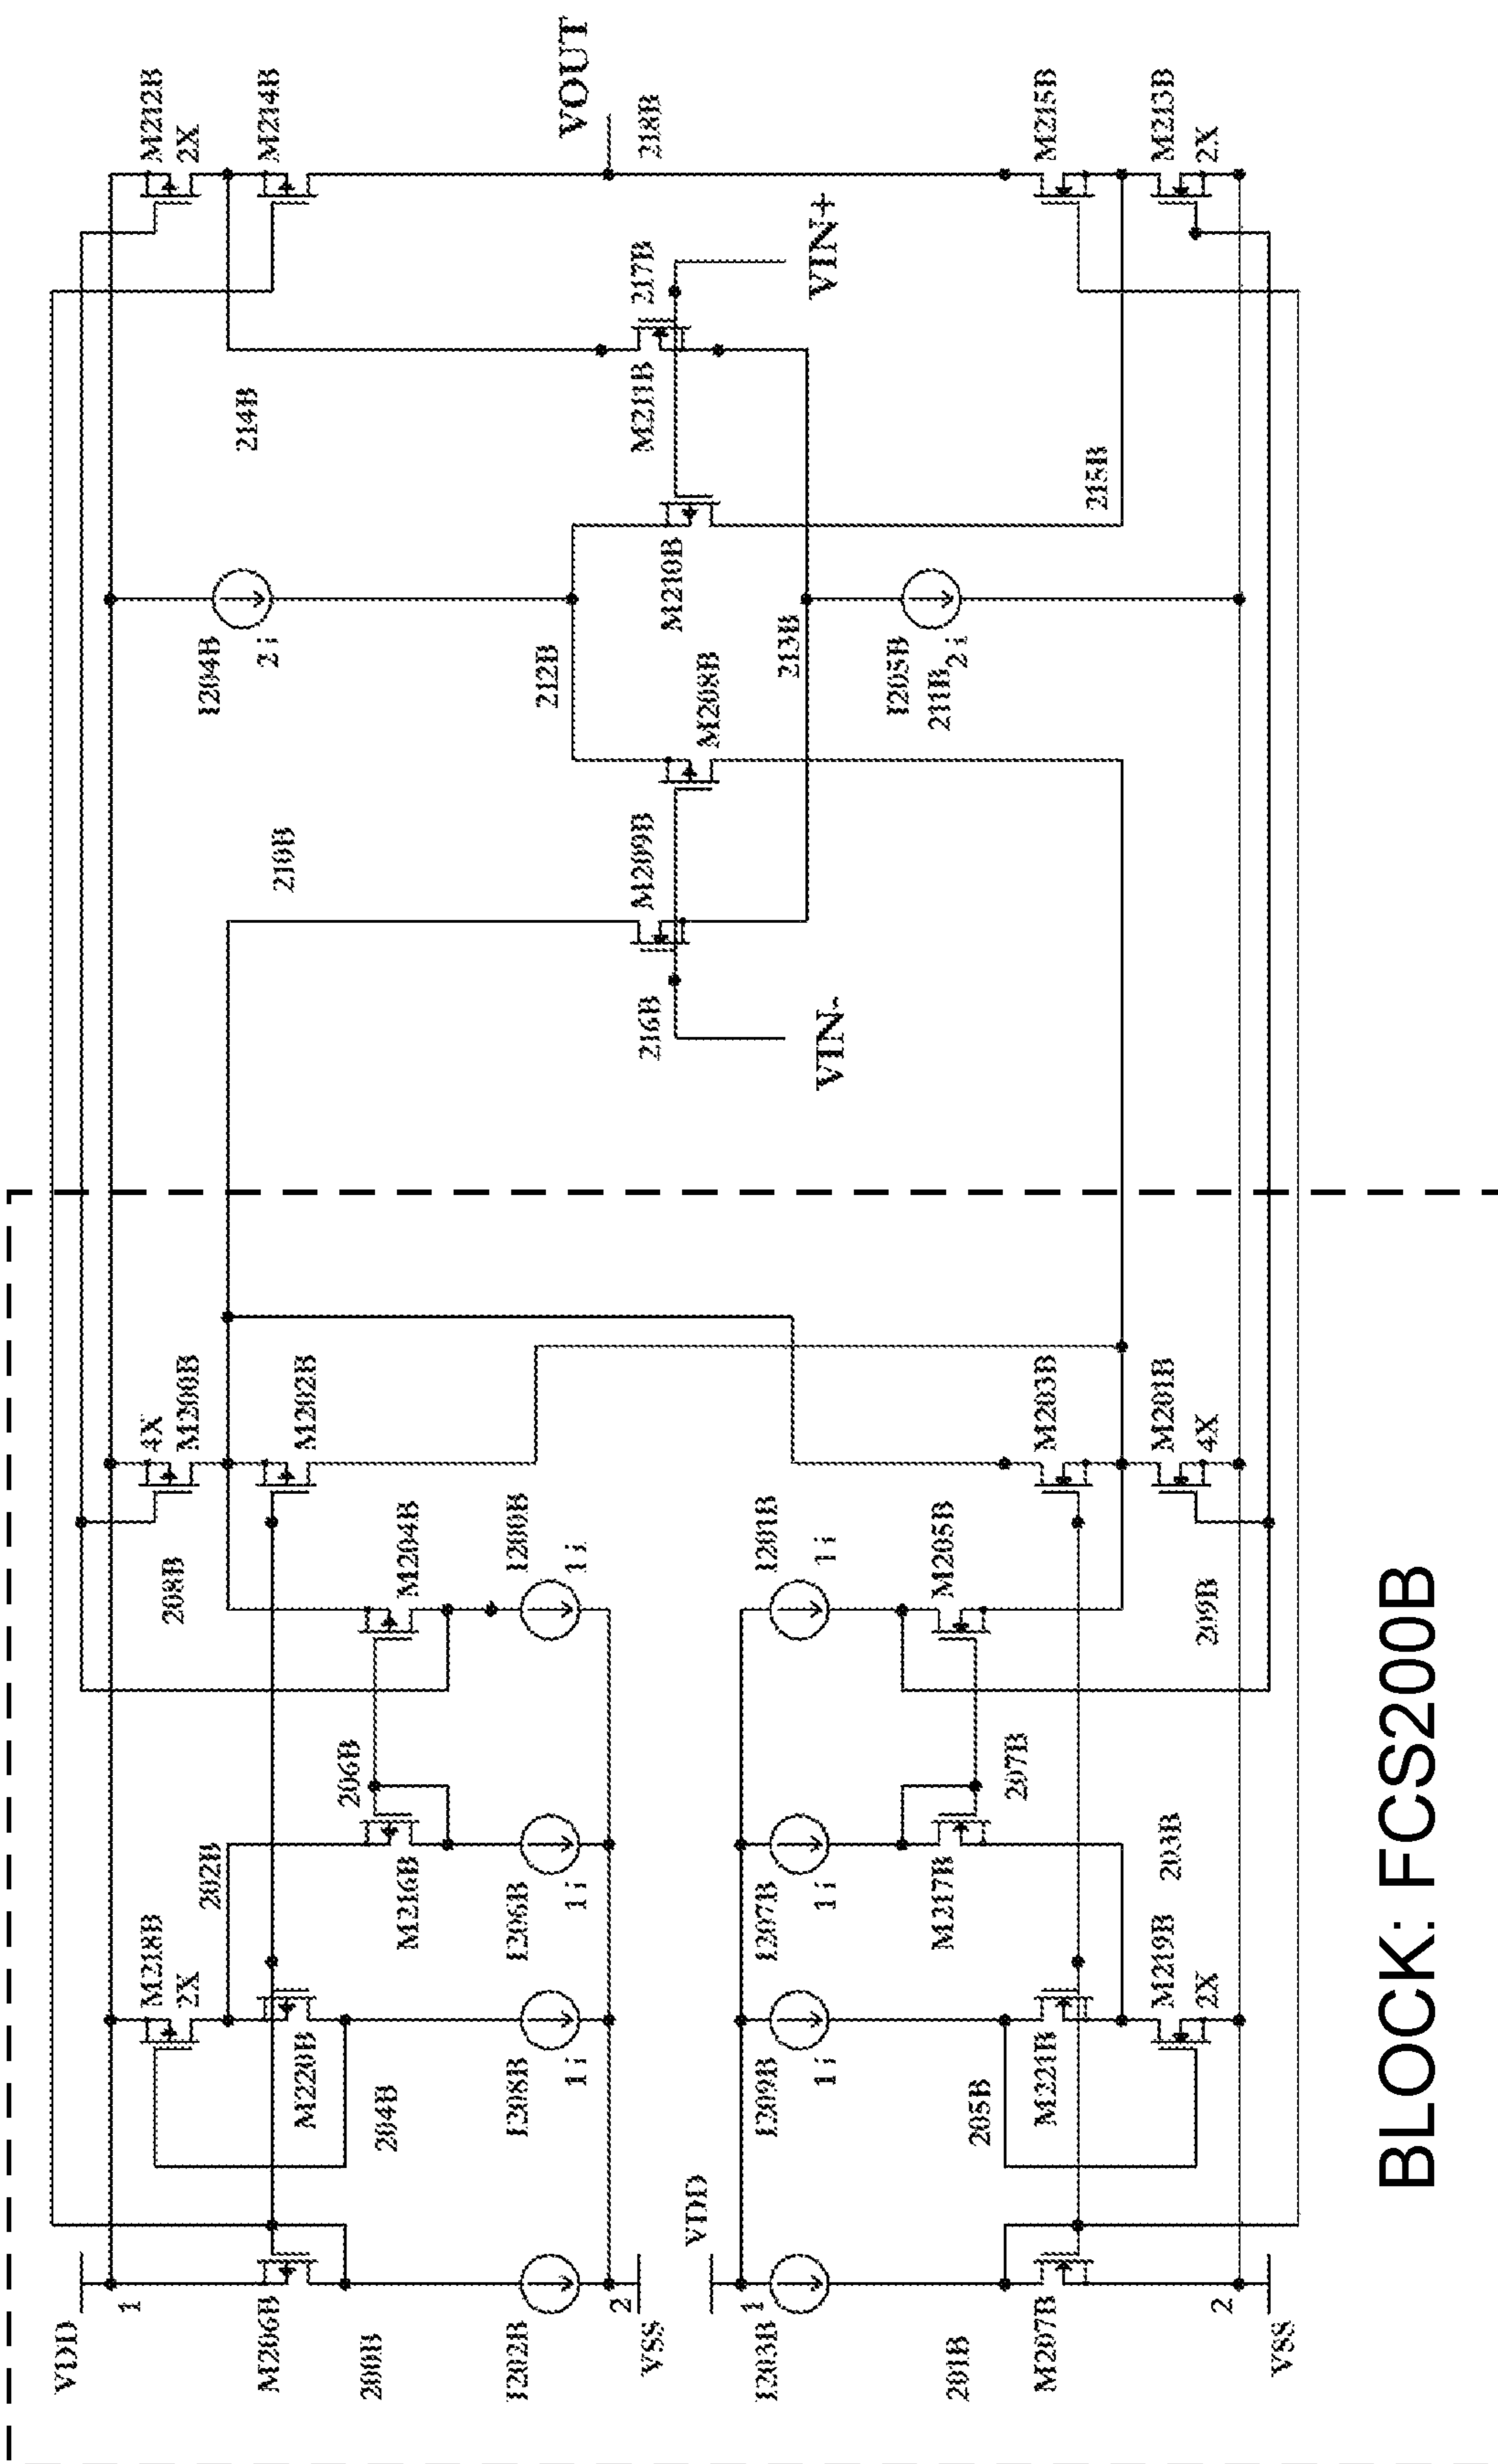 VDD
1
M206B
200B
I202B
2
VSS
VDD
1
I203B
201B
M207B
2
VSS
M218B
2X
202B
M220B
204B
I208B
1 i
I209B
1 i
205B
M221B
M219B
2X
203B
206B
M216B
I206B
1 i
I207B
1 i
M217B
207B
208B
4X
M200B
M202B
M204B
I200B
1 i
I201B
1 i
M205B
M203B
M201B
4X
209B
210B
M209B
216B
VIN-
I204B
2 i
212B
M208B
M210B
213B
I205B
211B
2 i
214B
M211B
217B
VIN+
215B
M212B
2X
M214B
VOUT
218B
M215B
M213B
2X
BLOCK: FCS200B